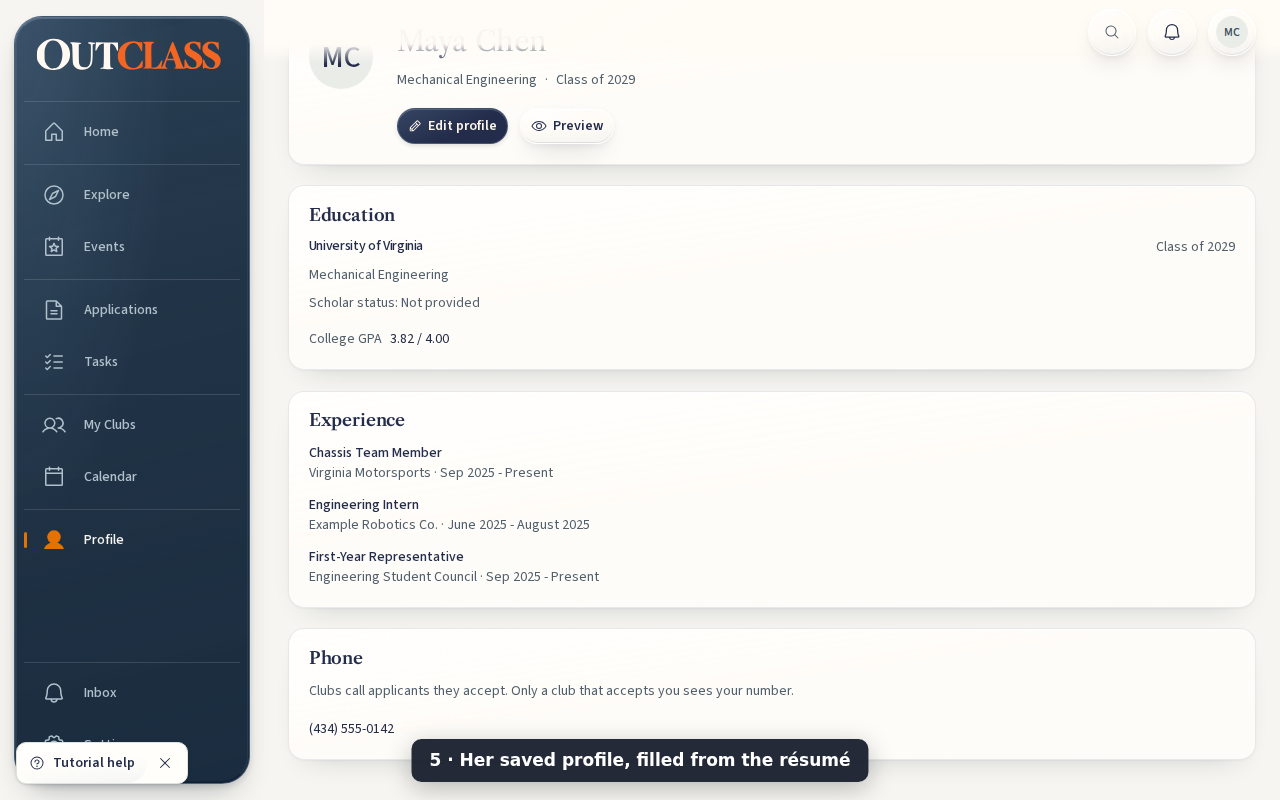 OUTCLASS
Home
Explore
Events
Applications
Tasks
My Clubs
Calendar
Profile
Inbox
Tutorial help
MC
MC
Maya Chen
Mechanical Engineering · Class of 2029
Edit profile
Preview
Education
University of Virginia
Class of 2029
Mechanical Engineering
Scholar status: Not provided
College GPA 3.82 / 4.00
Experience
Chassis Team Member
Virginia Motorsports · Sep 2025 - Present
Engineering Intern
Example Robotics Co. · June 2025 - August 2025
First-Year Representative
Engineering Student Council · Sep 2025 - Present
Phone
Clubs call applicants they accept. Only a club that accepts you sees your number.
(434) 555-0142
5 · Her saved profile, filled from the résumé